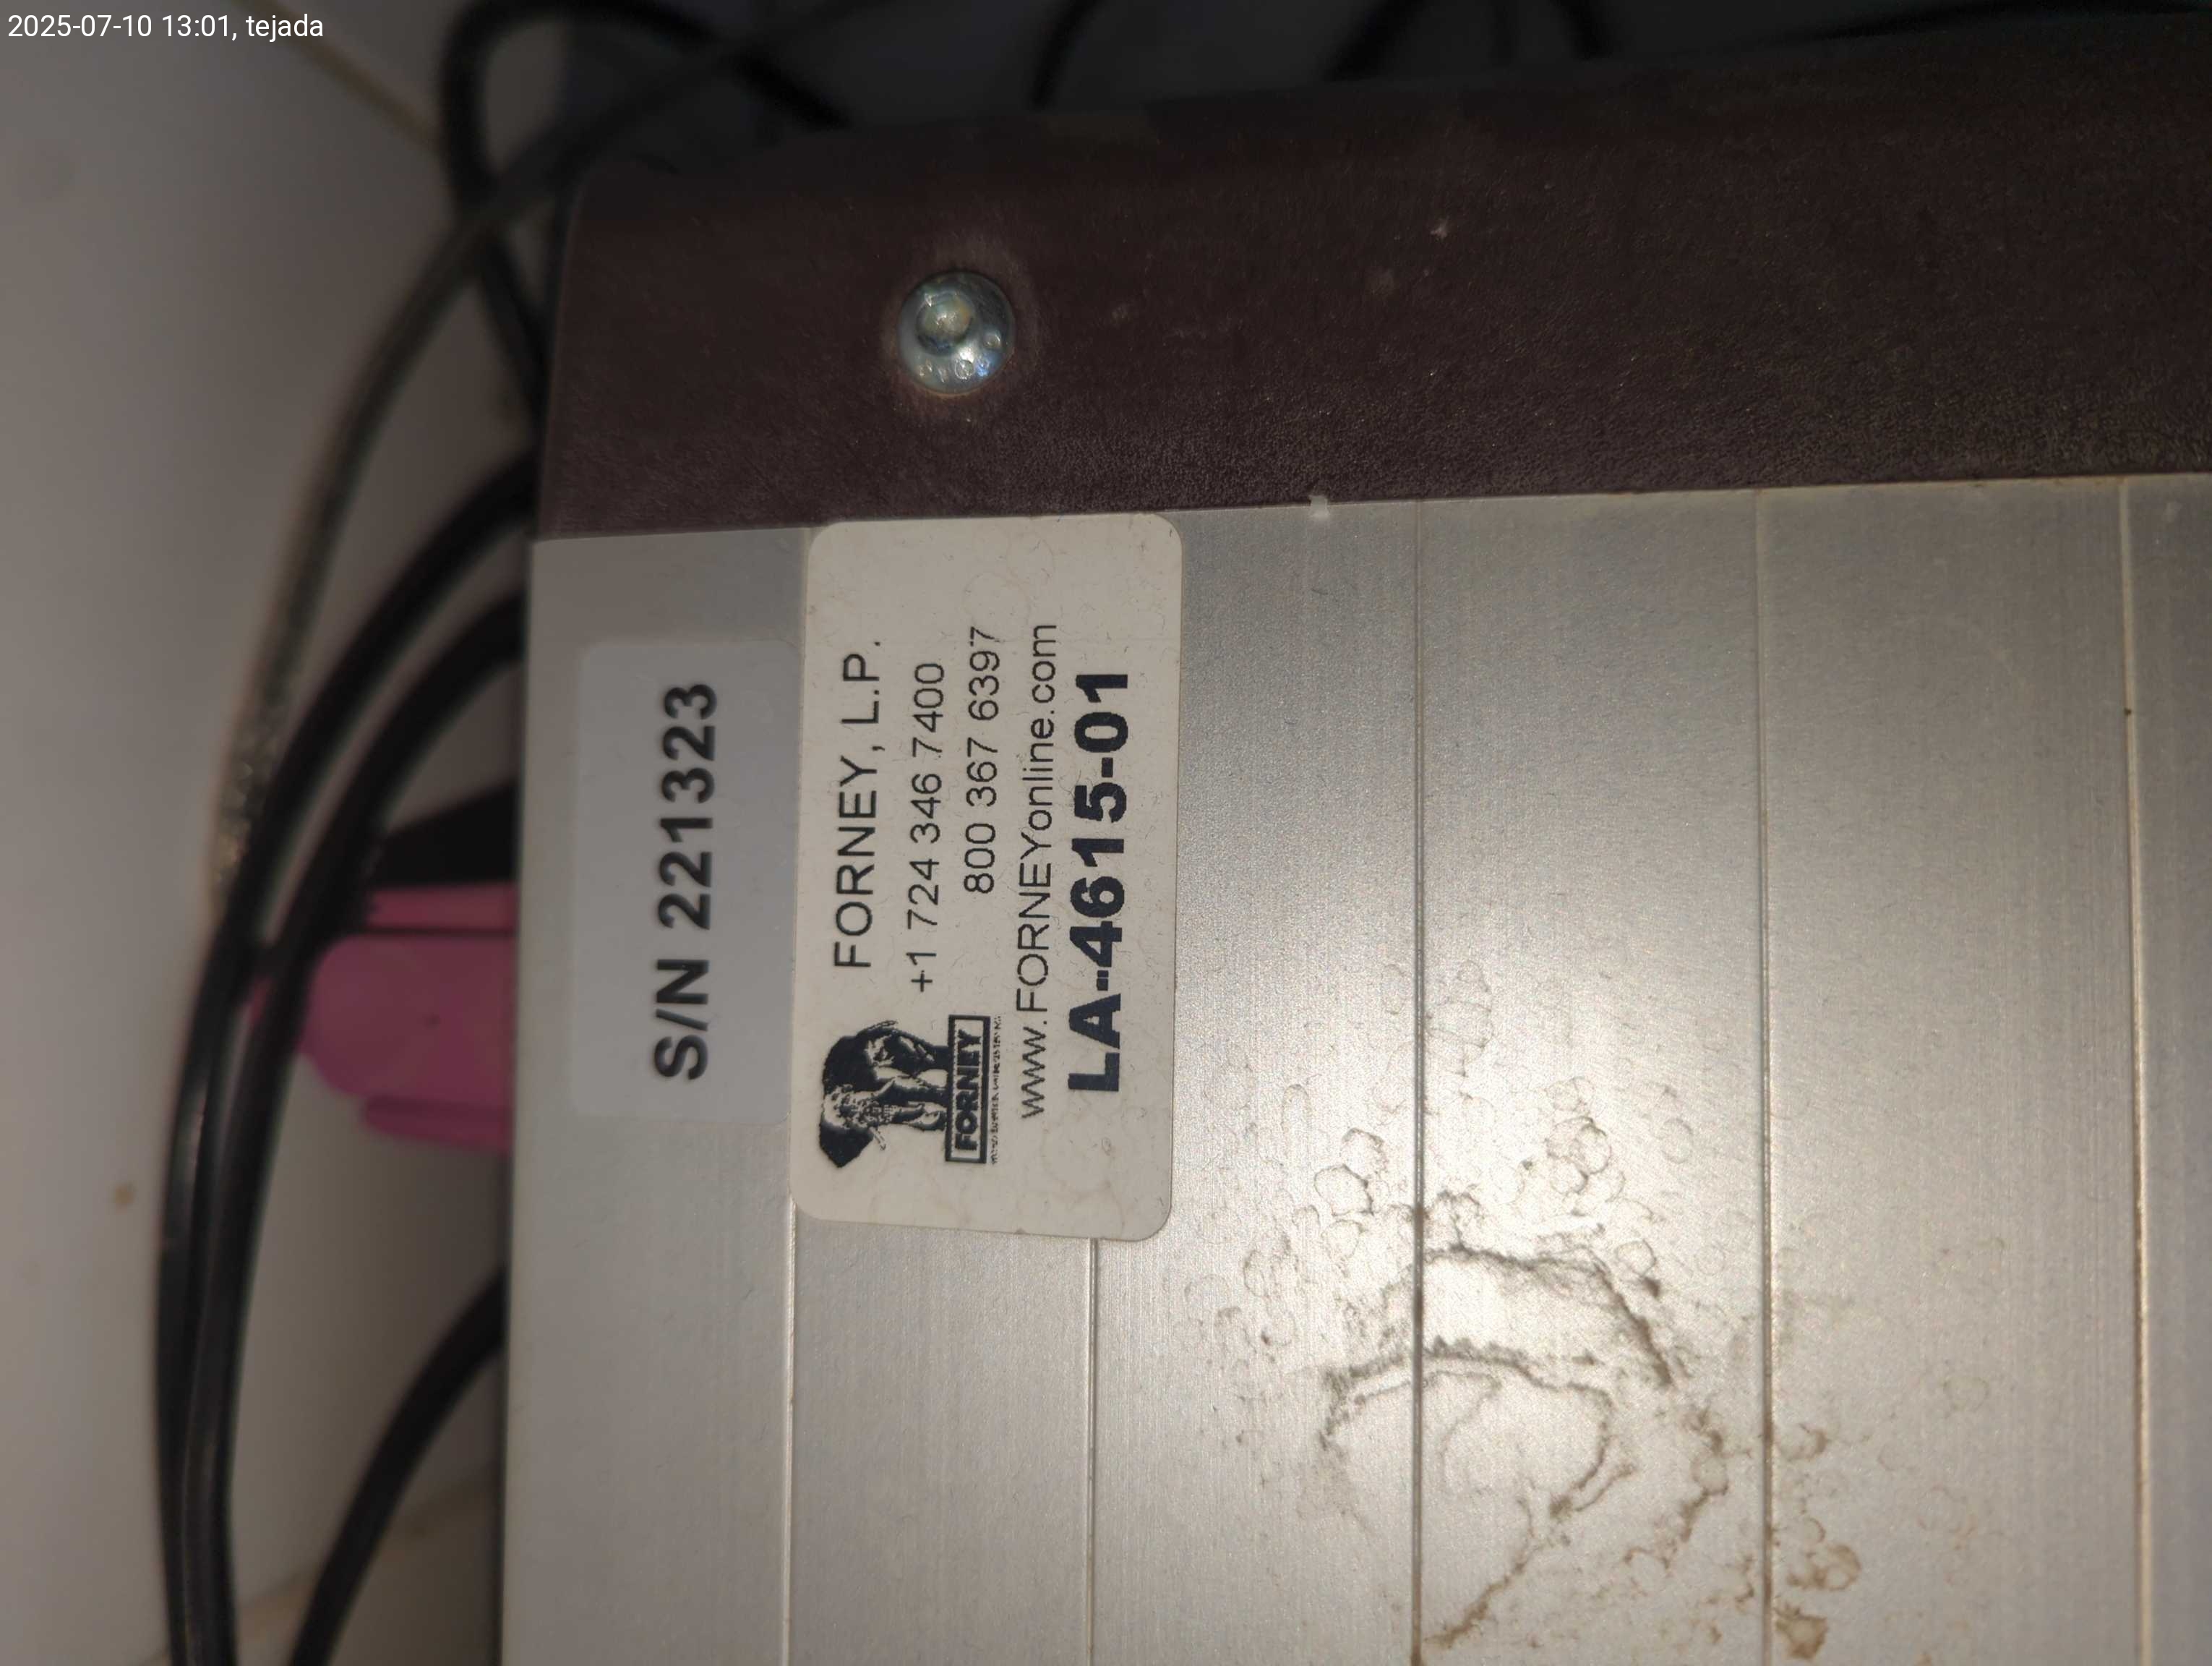 2025-07-10 13:01, tejada
S/N 221323
FORNEY, L.P.
+1 724 346 7400
800 367 6397
FORNEY
www.FORNEYonline.com
LA-4615-01